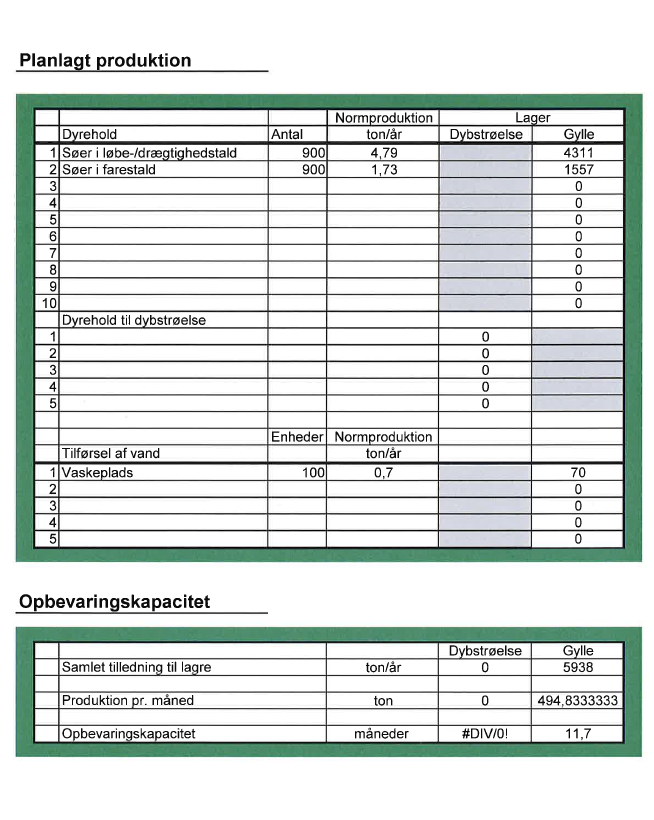 Planlagt produktion
Normproduktion Lager
Dyrehold Antal ton/år Dybstrøelse Gylle
1 Søer i løbe-/drægtighedstald 900 4,79 4311
2 Søer i farestald 900 1,73 1557
3 0
4 0
5 0
6 0
7 0
8 0
9 0
10 0
Dyrehold til dybstrøelse
1 0
2 0
3 0
4 0
5 0
Enheder Normproduktion
Tilførsel af vand ton/år
1 Vaskeplads 100 0,7 70
2 0
3 0
4 0
5 0
Opbevaringskapacitet
Dybstrøelse Gylle
Samlet tilledning til lagre ton/år 0 5938
Produktion pr. måned ton 0 494,8333333
Opbevaringskapacitet måneder #DIV/0! 11,7